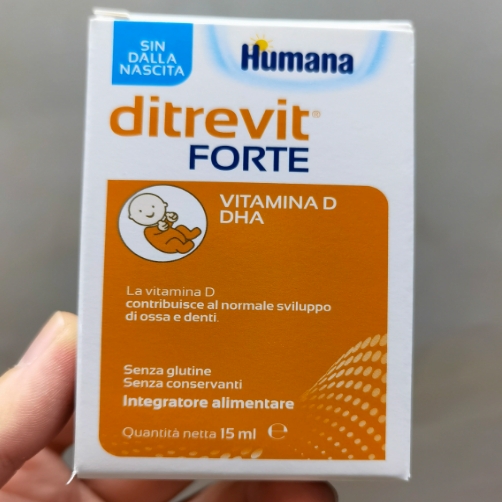 SIN
DALLA
NASCITA
Humana
ditrevit®
FORTE
VITAMINA D
DHA
La vitamina D
contribuisce al normale sviluppo
di ossa e denti.
Senza glutine
Senza conservanti
Integratore alimentare
Quantità netta 15 ml ℮